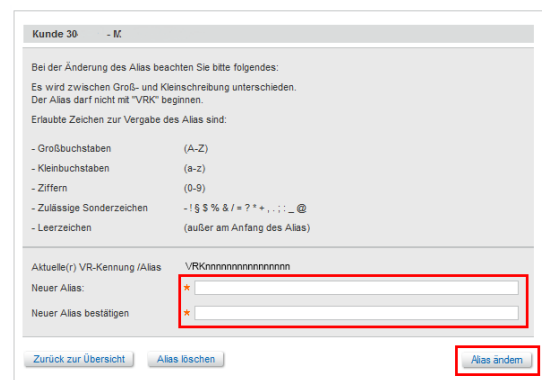 Kunde 30 - M.
Bei der Änderung des Alias beachten Sie bitte folgendes:
Es wird zwischen Groß- und Kleinschreibung unterschieden.
Der Alias darf nicht mit "VRK" beginnen.
Erlaubte Zeichen zur Vergabe des Alias sind:
- Großbuchstaben (A-Z)
- Kleinbuchstaben (a-z)
- Ziffern (0-9)
- Zulässige Sonderzeichen - ! § $ % & / = ? * + , . ; : _ @
- Leerzeichen (außer am Anfang des Alias)
Aktuelle(r) VR-Kennung /Alias VRKnnnnnnnnnnnnnnnn
Neuer Alias: *
Neuer Alias bestätigen *
Zurück zur Übersicht Alias löschen Alias ändern